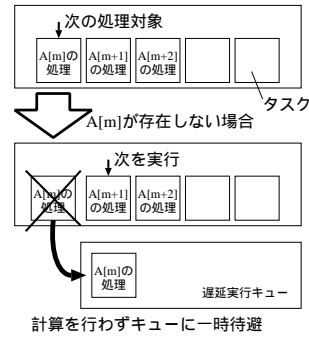 次の処理対象
A[m]の
処理
A[m+1]
の処理
A[m+2]
の処理
タスク
A[m]が存在しない場合
次を実行
A[m]の
処理
A[m+1]
の処理
A[m+2]
の処理
A[m]の
処理
遅延実行キュー
計算を行わずキューに一時待避